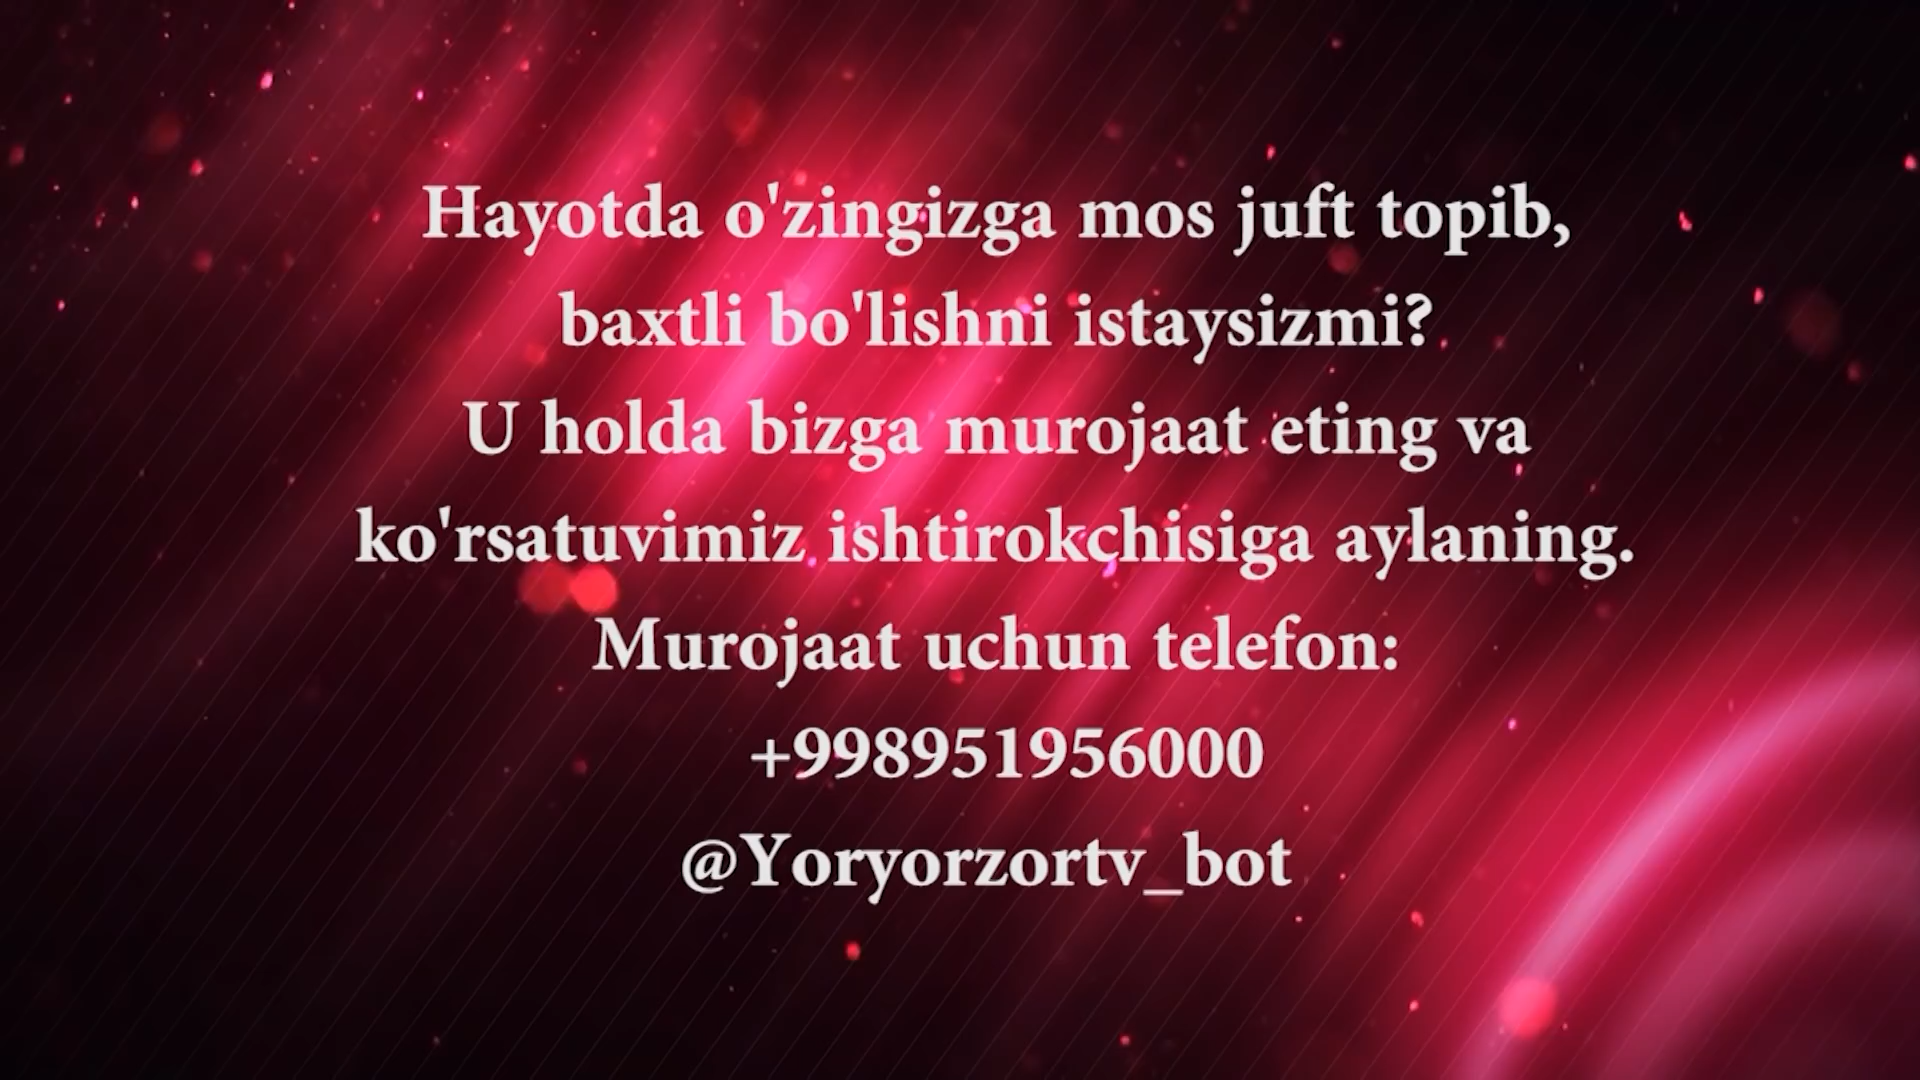 Hayotda o'zingizga mos juft topib,
baxtli bo'lishni istaysizmi?
U holda bizga murojaat eting va
ko'rsatuvimiz ishtirokchisiga aylaning.
Murojaat uchun telefon:
+998951956000
@Yoryorzortv_bot